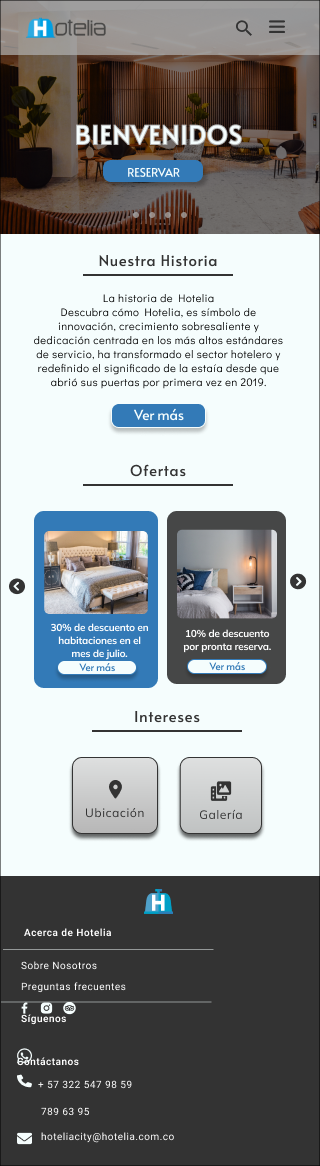 Hotelia
BIENVENIDOS
RESERVAR
Nuestra Historia
La historia de Hotelia
Descubra cómo Hotelia, es símbolo de
innovación, crecimiento sobresaliente y
dedicación centrada en los más altos estándares
de servicio, ha transformado el sector hotelero y
redefinido el significado de la estaía desde que
abrió sus puertas por primera vez en 2019.
Ver más
Ofertas
30% de descuento en
habitaciones en el
mes de julio.
Ver más
10% de descuento
por pronta reserva.
Ver más
Intereses
Ubicación
Galería
H
Acerca de Hotelia
Sobre Nosotros
Preguntas frecuentes
Síguenos
Contáctanos
+ 57 322 547 98 59
789 63 95
hoteliacity@hotelia.com.co